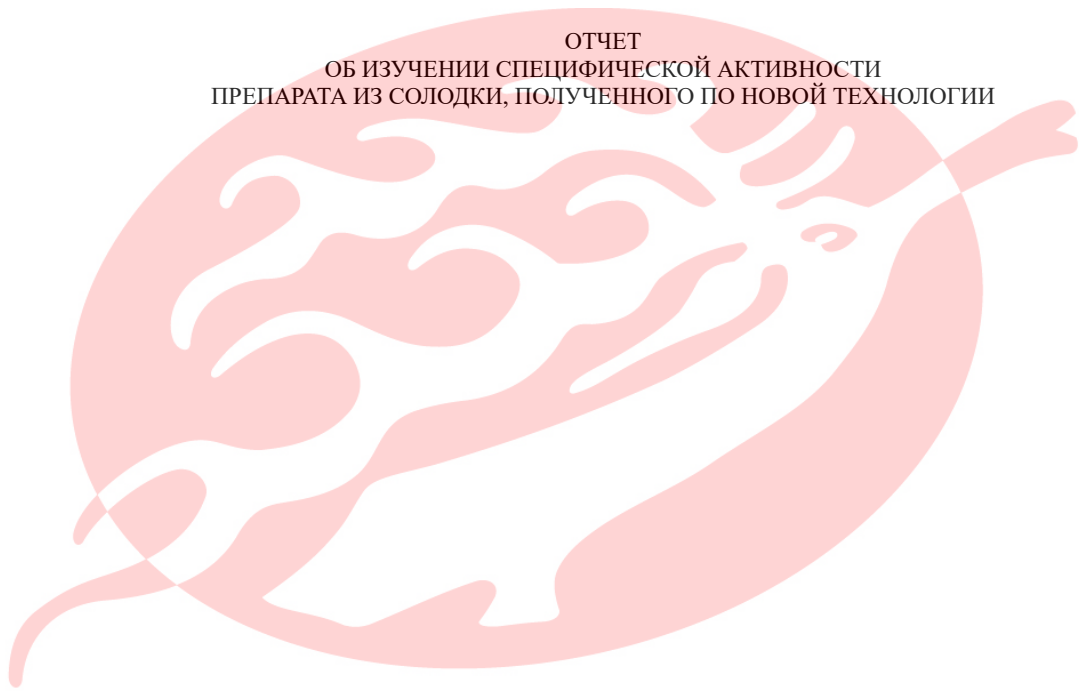 ОТЧЕТ
ОБ ИЗУЧЕНИИ СПЕЦИФИЧЕСКОЙ АКТИВНОСТИ
ПРЕПАРАТА ИЗ СОЛОДКИ, ПОЛУЧЕННОГО ПО НОВОЙ ТЕХНОЛОГИИ